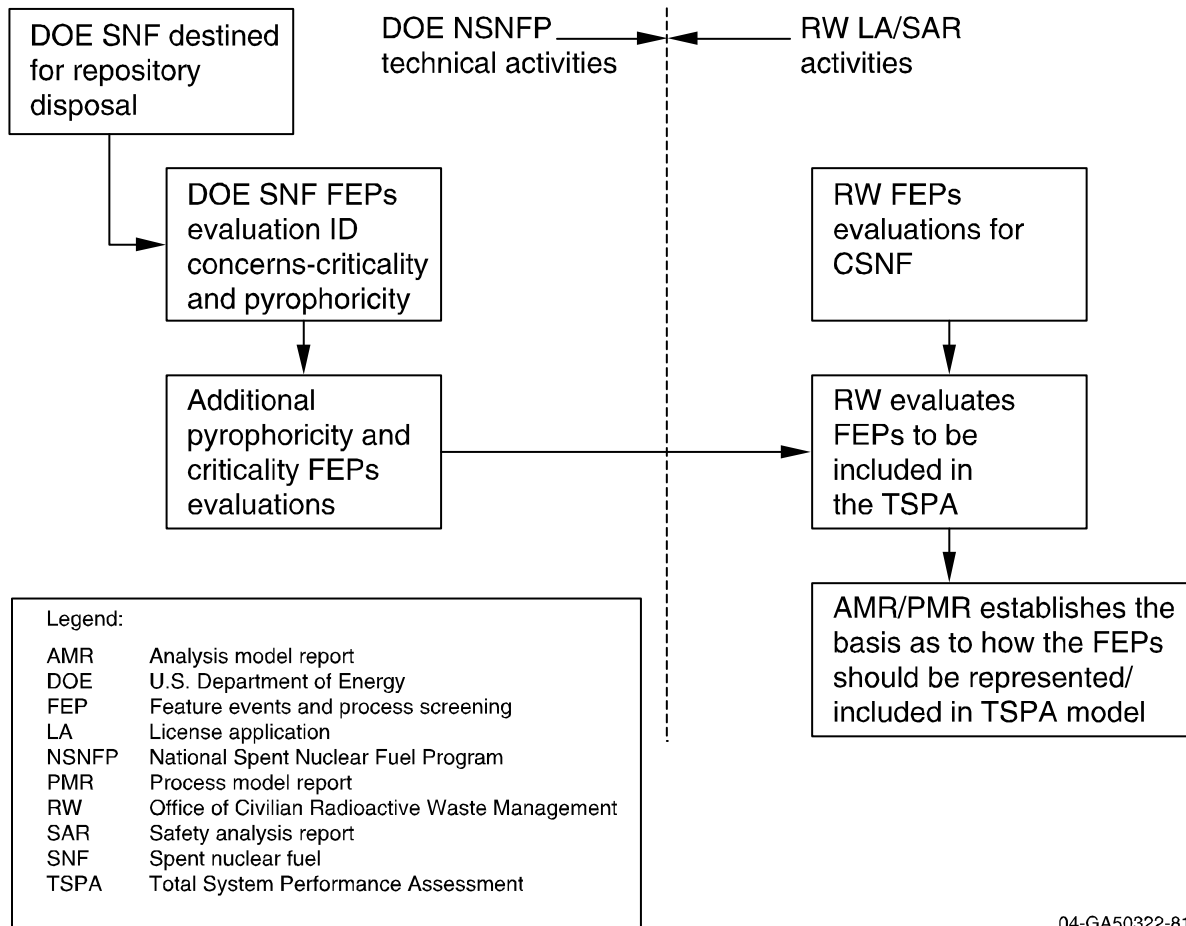 DOE SNF destined
for repository
disposal
DOE NSNFP
technical activities
RW LA/SAR
activities
DOE SNF FEPs
evaluation ID
concerns-criticality
and pyrophoricity
RW FEPs
evaluations for
CSNF
Additional
pyrophoricity and
criticality FEPs
evaluations
RW evaluates
FEPs to be
included in
the TSPA
AMR/PMR establishes the
basis as to how the FEPs
should be represented/
included in TSPA model
Legend:
AMR Analysis model report
DOE U.S. Department of Energy
FEP Feature events and process screening
LA License application
NSNFP National Spent Nuclear Fuel Program
PMR Process model report
RW Office of Civilian Radioactive Waste Management
SAR Safety analysis report
SNF Spent nuclear fuel
TSPA Total System Performance Assessment
04-GA50322-81